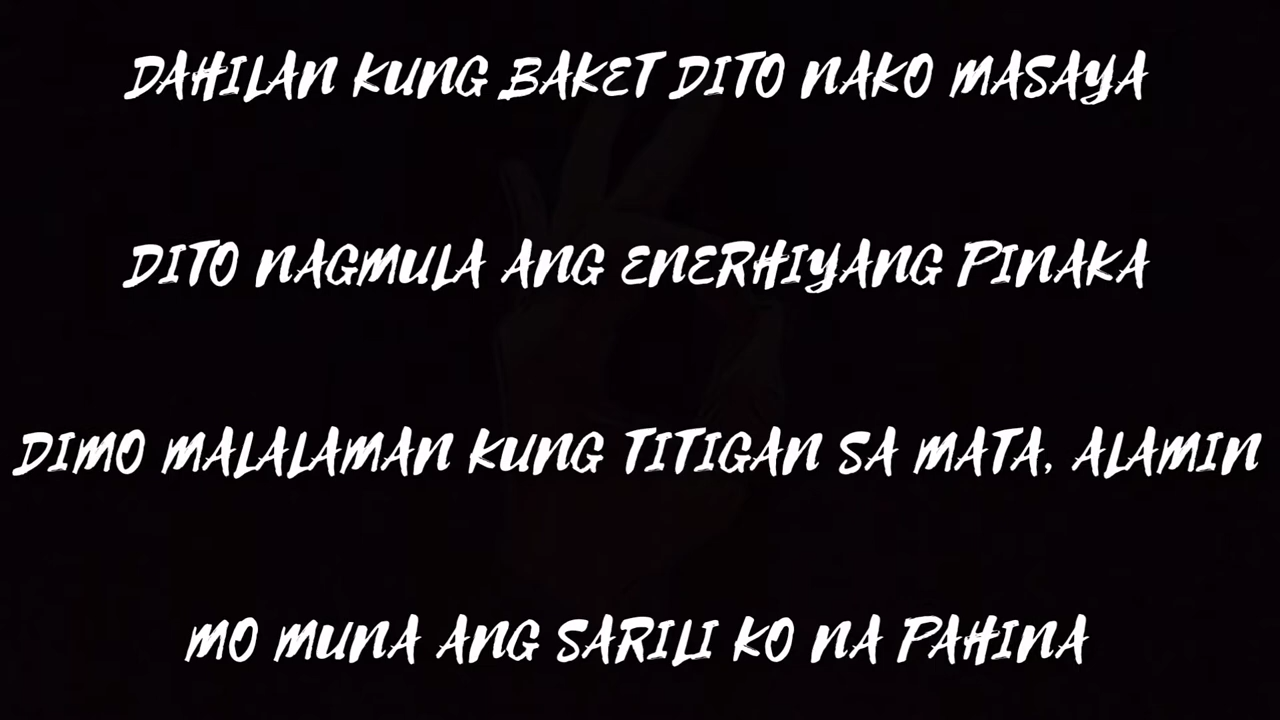 DAHILAN KUNG BAKET DITO NAKO MASAYA
DITO NAGMULA ANG ENERHIYANG PINAKA
DIMO MALALAMAN KUNG TITIGAN SA MATA, ALAMIN
MO MUNA ANG SARILI KO NA PAHINA